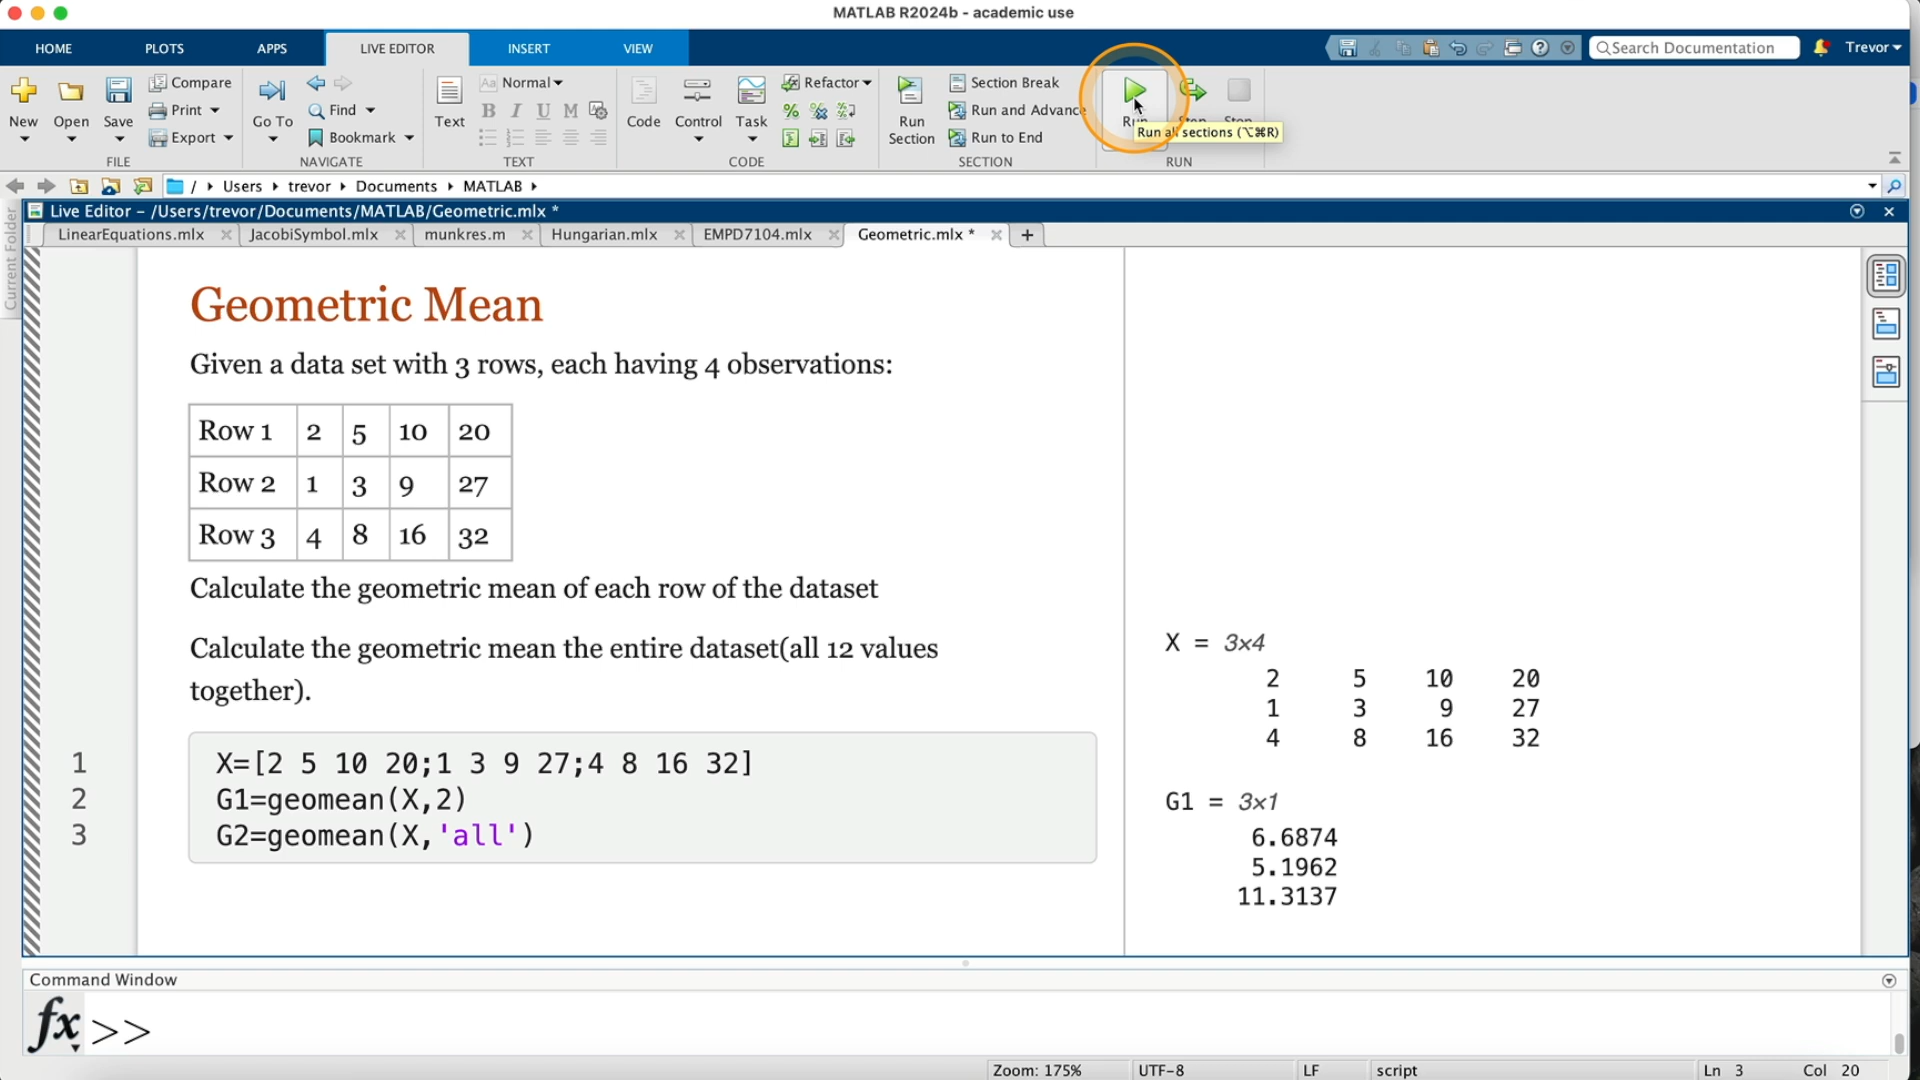 MATLAB R2024b - academic use
HOME PLOTS APPS LIVE EDITOR INSERT VIEW Search Documentation Trevor
Compare Normal Refactor Section Break
Print Find Run and Advance
New Open Save Go To Text Code Control Task Run Section Run Step Stop
Export Bookmark Run to End Run all sections (⌥⌘R)
FILE NAVIGATE TEXT CODE SECTION RUN
/ Users trevor Documents MATLAB
Current Folder
Live Editor – /Users/trevor/Documents/MATLAB/Geometric.mlx *
LinearEquations.mlx JacobiSymbol.mlx munkres.m Hungarian.mlx EMPD7104.mlx Geometric.mlx * +
Geometric Mean
Given a data set with 3 rows, each having 4 observations:
Row 1 2 5 10 20
Row 2 1 3 9 27
Row 3 4 8 16 32
Calculate the geometric mean of each row of the dataset
Calculate the geometric mean the entire dataset(all 12 values
together).
1 X=[2 5 10 20;1 3 9 27;4 8 16 32]
2 G1=geomean(X,2)
3 G2=geomean(X,'all')
X = 3×4
2 5 10 20
1 3 9 27
4 8 16 32
G1 = 3×1
6.6874
5.1962
11.3137
Command Window
fx >>
Zoom: 175% UTF-8 LF script Ln 3 Col 20